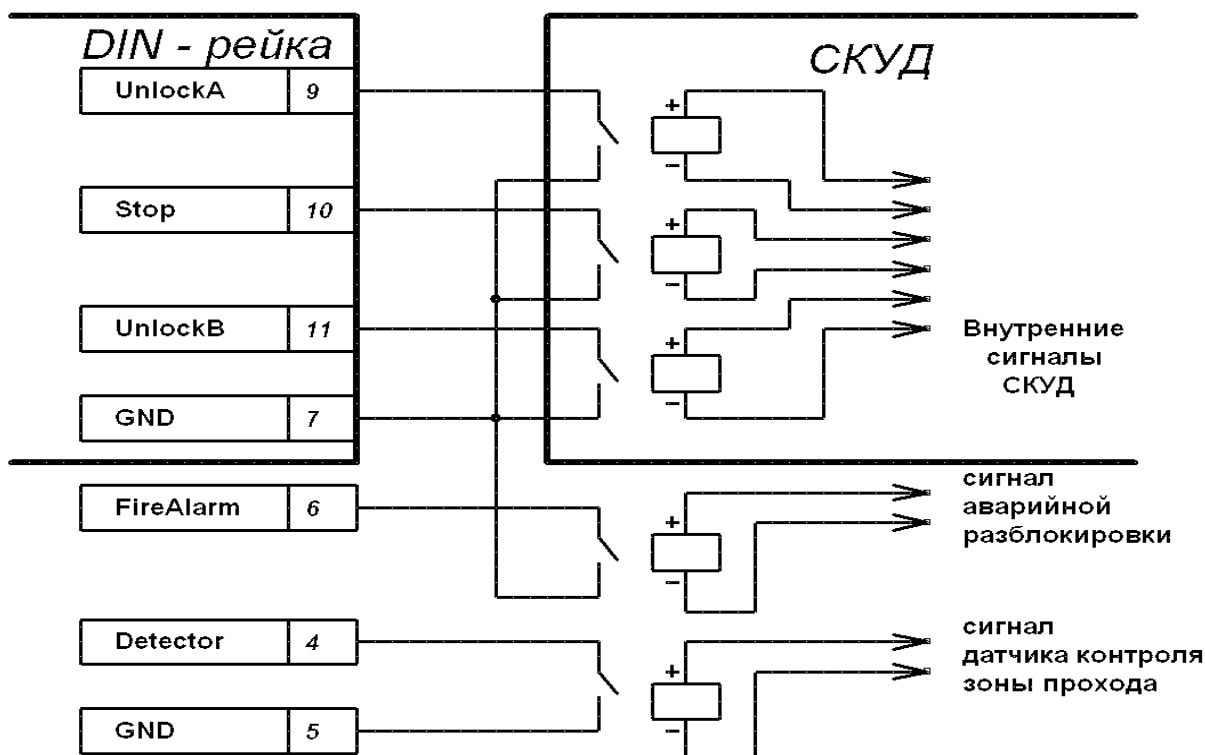 DIN - рейка
СКУД
UnlockA 9
+
−
Stop 10
+
−
UnlockB 11
+
−
Внутренние
сигналы
СКУД
GND 7
FireAlarm 6
+
−
сигнал
аварийной
разблокировки
Detector 4
+
−
сигнал
датчика контроля
зоны прохода
GND 5